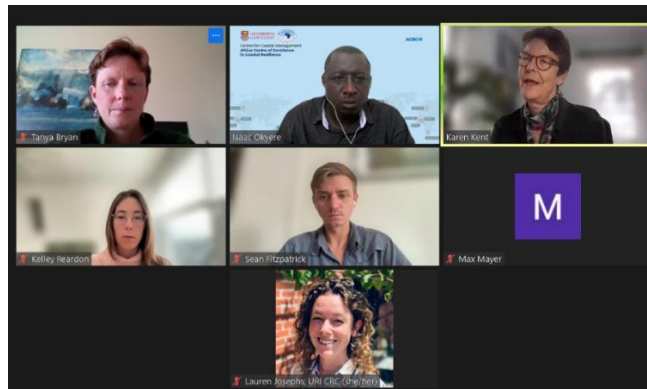 Centre for Coastal Management
Africa Centre of Excellence
in Coastal Resilience
ACECoR
Tanya Bryan
Isaac Okyere
Karen Kent
Kelley Reardon
Sean Fitzpatrick
M
Max Mayer
Lauren Josephs; URI CRC (she/her)